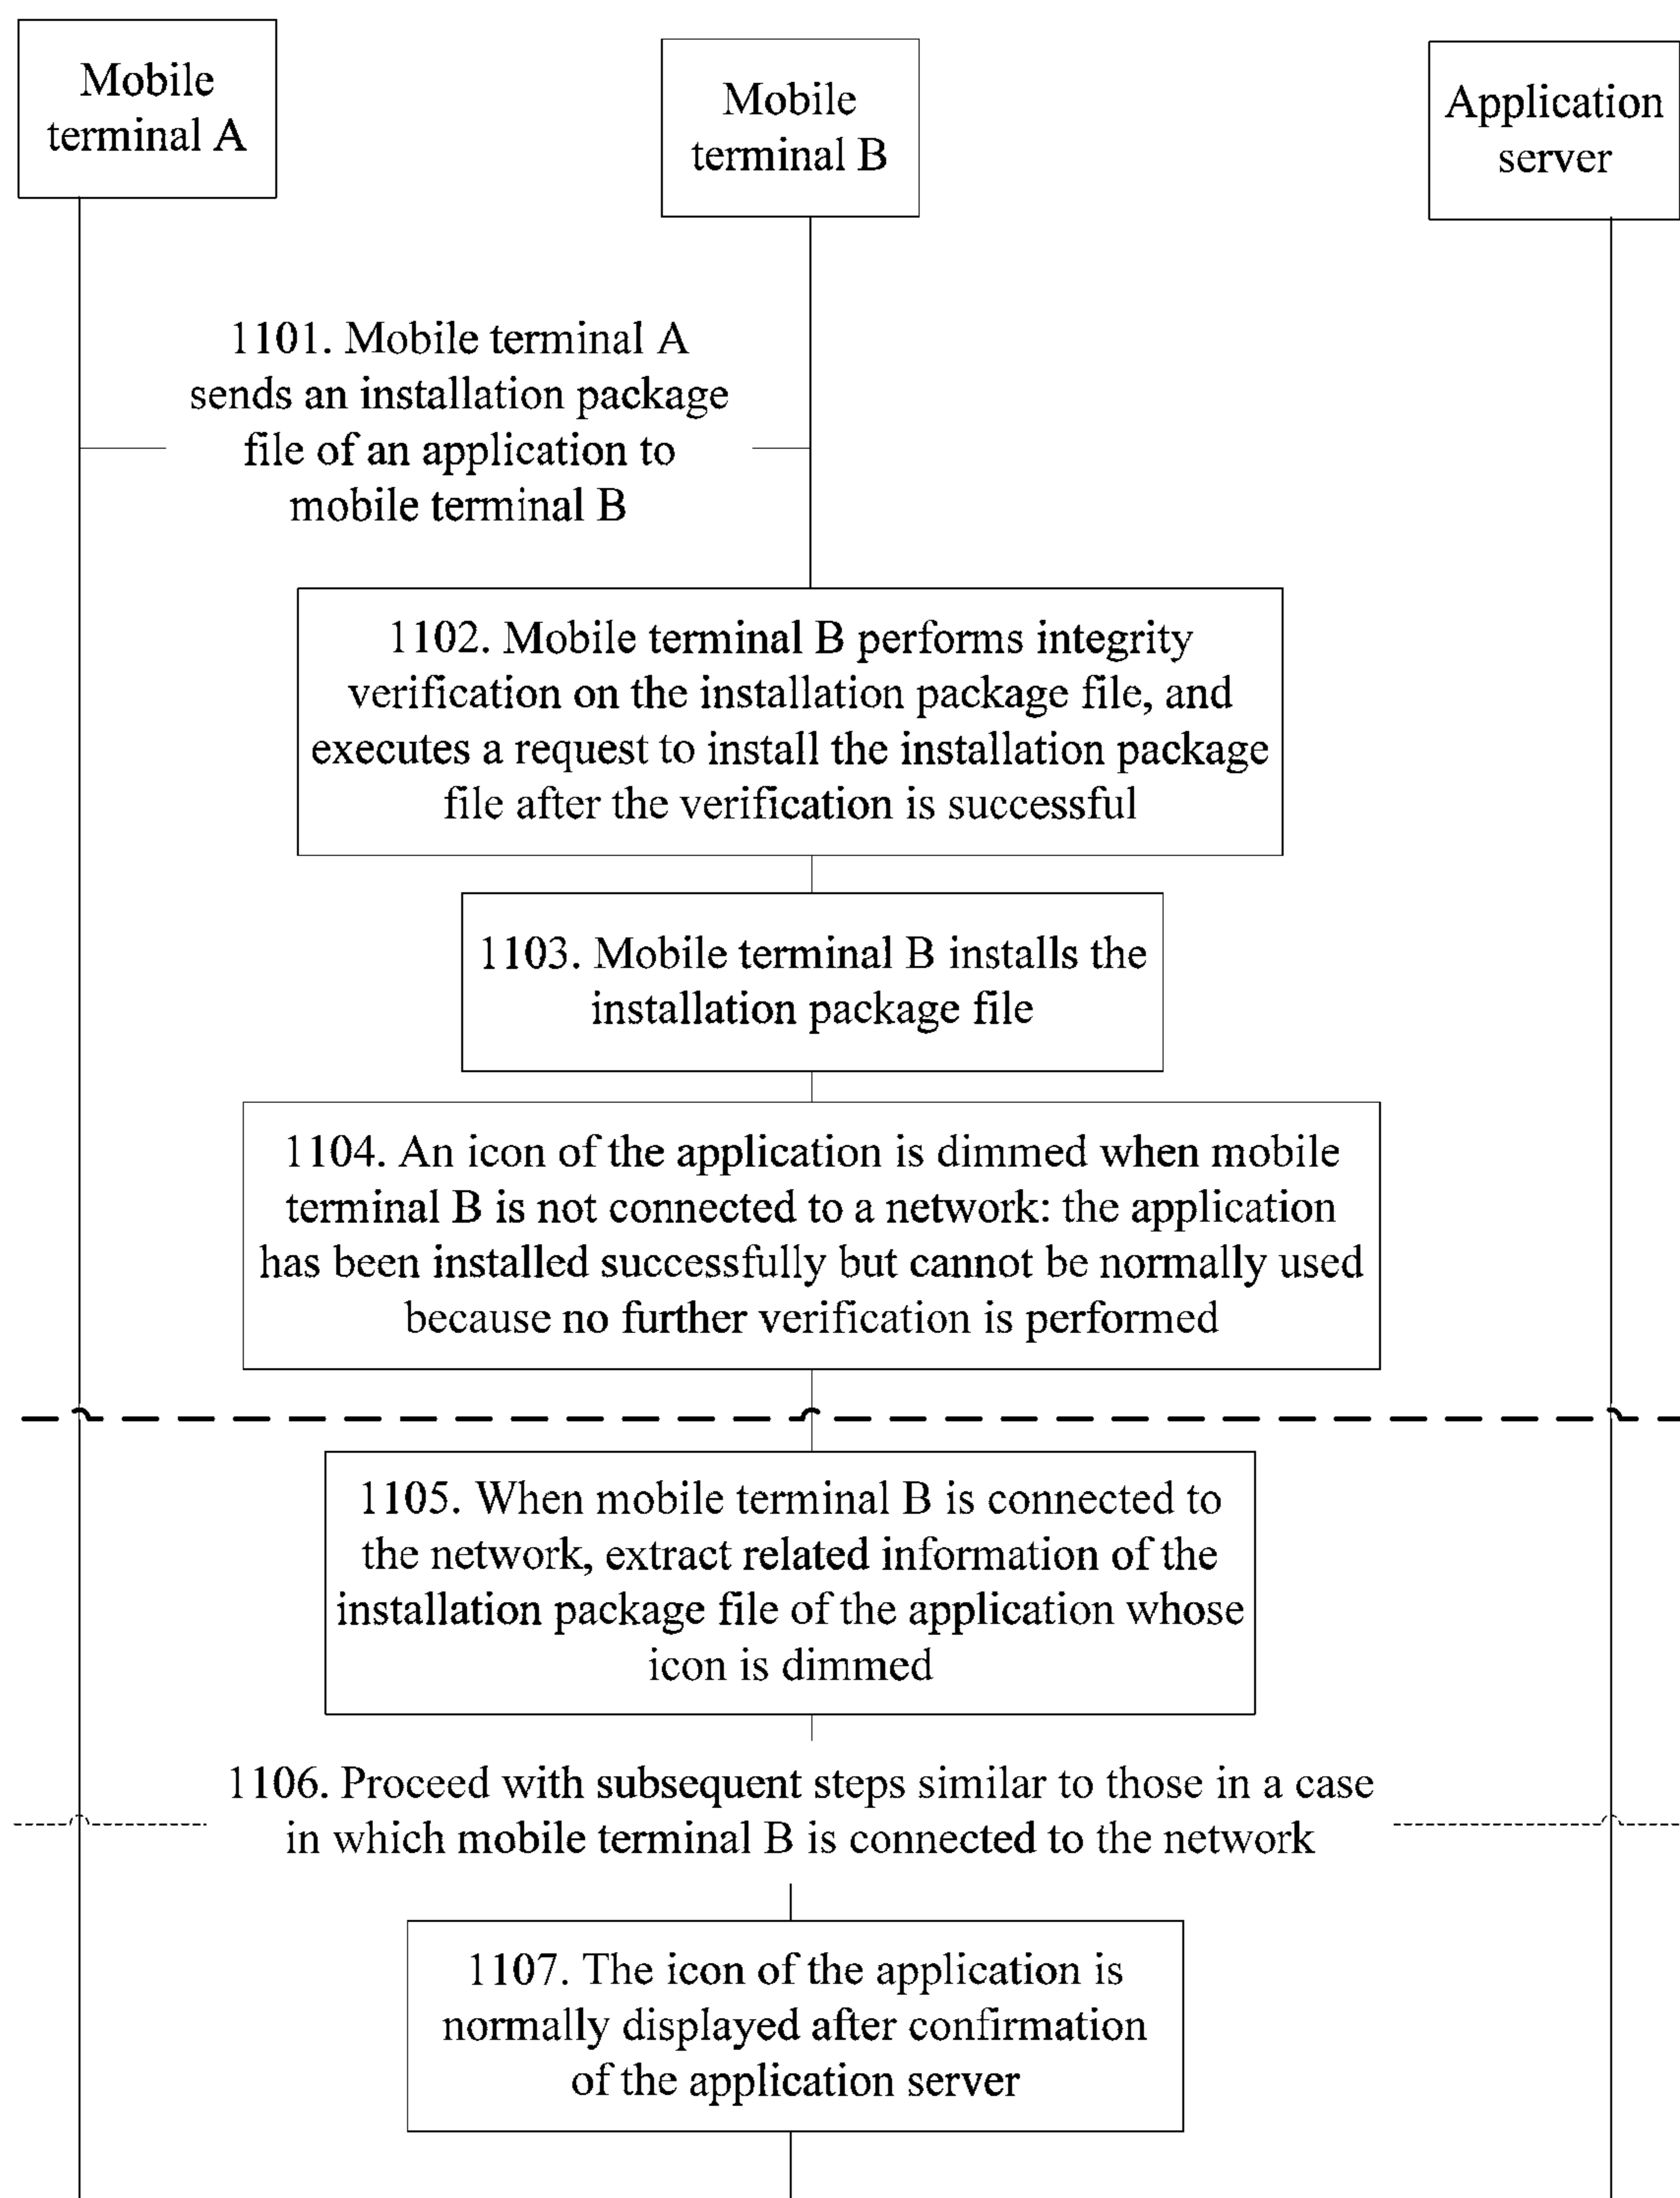 Mobile
terminal A
Mobile
terminal B
Application
server
1101. Mobile terminal A
sends an installation package
file of an application to
mobile terminal B
1102. Mobile terminal B performs integrity
verification on the installation package file, and
executes a request to install the installation package
file after the verification is successful
1103. Mobile terminal B installs the
installation package file
1104. An icon of the application is dimmed when mobile
terminal B is not connected to a network: the application
has been installed successfully but cannot be normally used
because no further verification is performed
1105. When mobile terminal B is connected to
the network, extract related information of the
installation package file of the application whose
icon is dimmed
1106. Proceed with subsequent steps similar to those in a case
in which mobile terminal B is connected to the network
1107. The icon of the application is
normally displayed after confirmation
of the application server